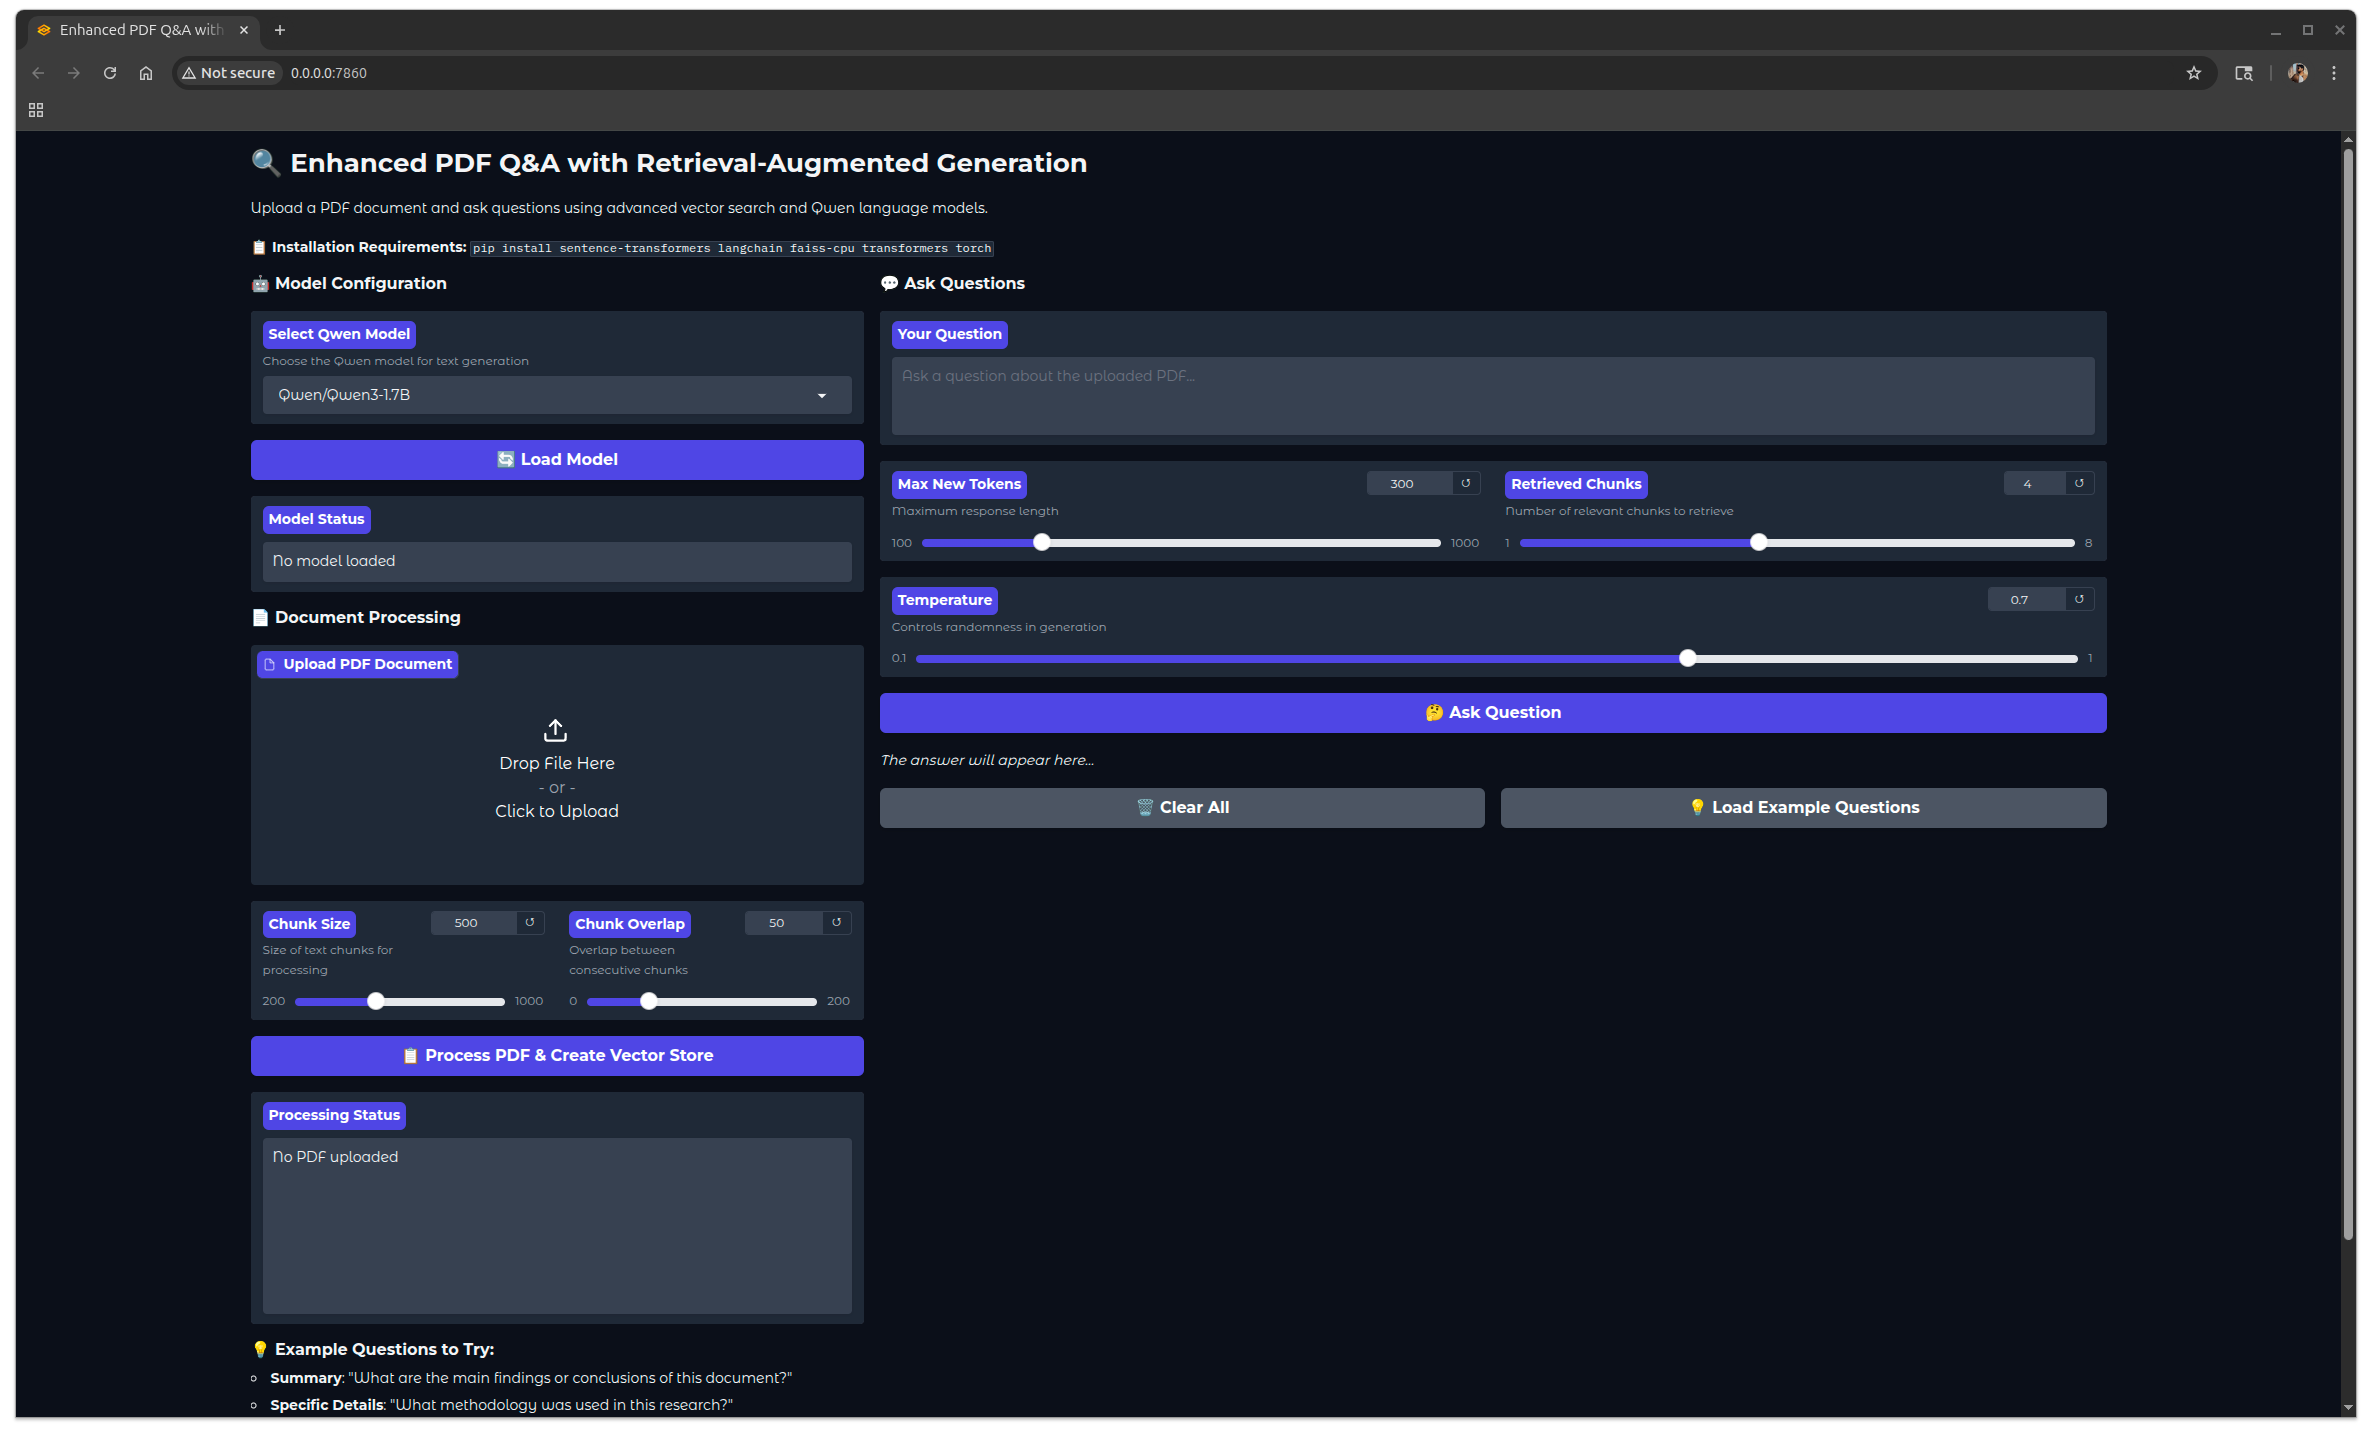 Enhanced PDF Q&A with
Not secure 0.0.0.0:7860
🔍 Enhanced PDF Q&A with Retrieval-Augmented Generation
Upload a PDF document and ask questions using advanced vector search and Qwen language models.
📋 Installation Requirements: pip install sentence-transformers langchain faiss-cpu transformers torch
🤖 Model Configuration
Select Qwen Model
Choose the Qwen model for text generation
Qwen/Qwen3-1.7B
🔄 Load Model
Model Status
No model loaded
📄 Document Processing
Upload PDF Document
Drop File Here
- or -
Click to Upload
Chunk Size 500 ↺
Size of text chunks for
processing
200 1000
Chunk Overlap 50 ↺
Overlap between
consecutive chunks
0 200
📋 Process PDF & Create Vector Store
Processing Status
No PDF uploaded
💡 Example Questions to Try:
Summary: "What are the main findings or conclusions of this document?"
Specific Details: "What methodology was used in this research?"
💬 Ask Questions
Your Question
Ask a question about the uploaded PDF...
Max New Tokens 300 ↺
Maximum response length
100 1000
Retrieved Chunks 4 ↺
Number of relevant chunks to retrieve
1 8
Temperature 0.7 ↺
Controls randomness in generation
0.1 1
🤔 Ask Question
The answer will appear here...
🗑️ Clear All
💡 Load Example Questions